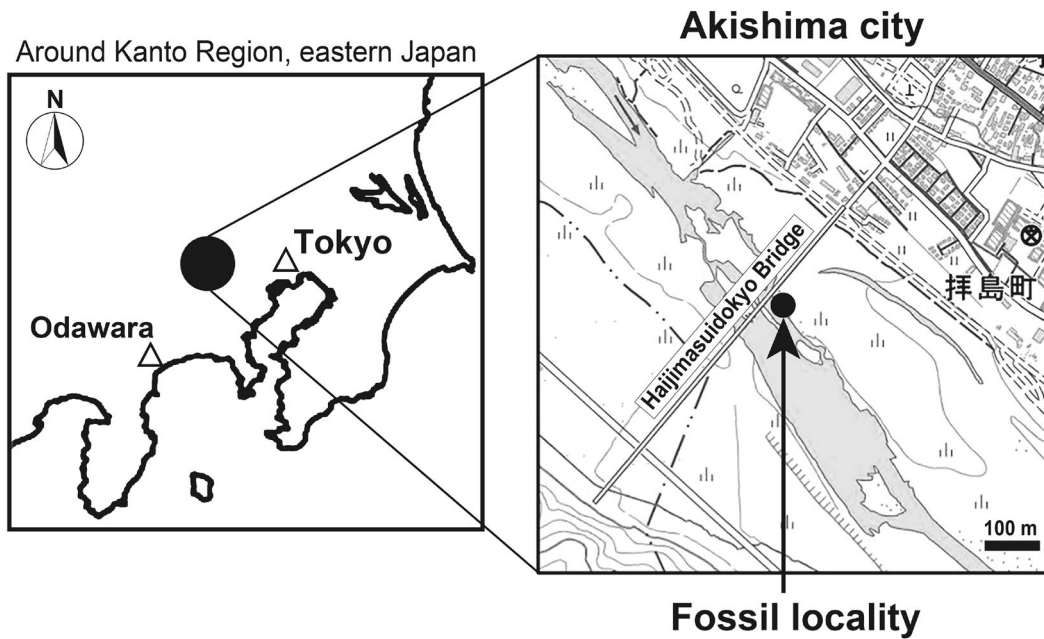 Akishima city
Around Kanto Region, eastern Japan
N
Tokyo
Odawara
Haijimasuidokyo Bridge
拝島町
100 m
Fossil locality